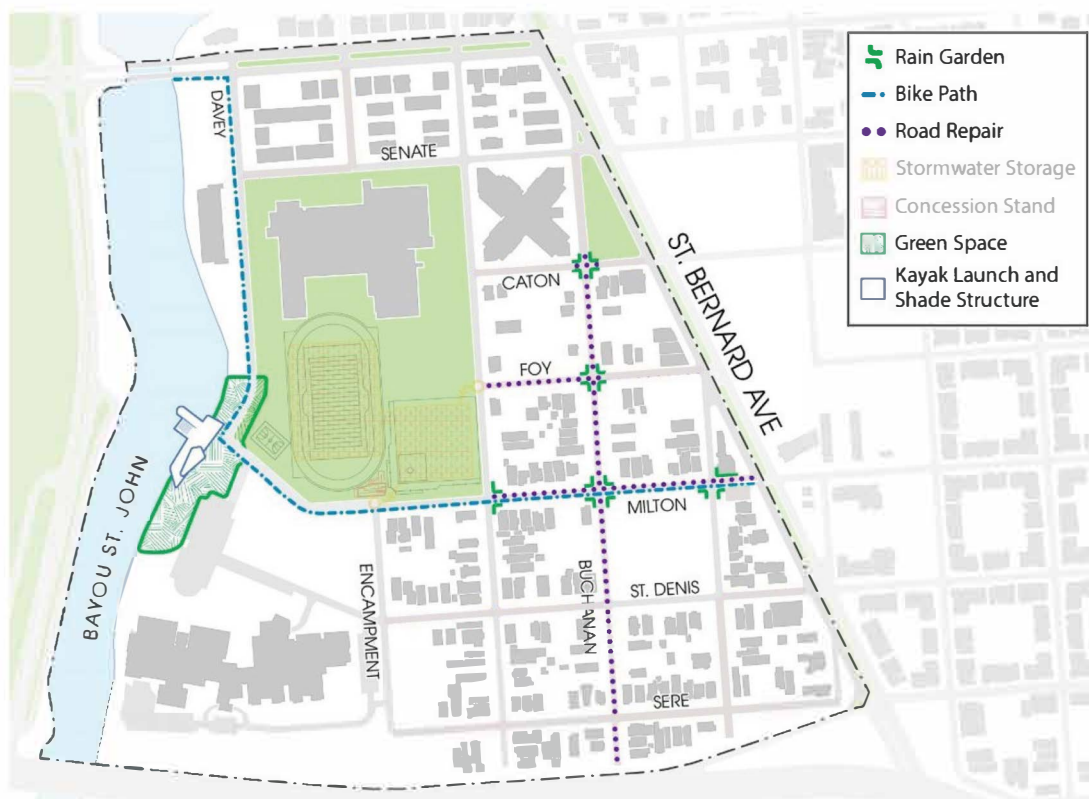 Rain Garden
Bike Path
Road Repair
Stormwater Storage
Concession Stand
Green Space
Kayak Launch and
Shade Structure
DAVEY
SENATE
CATON
ST. BERNARD AVE
FOY
MILTON
BAYOU ST. JOHN
ENCAMPMENT
BUCHANAN
ST. DENIS
SERE